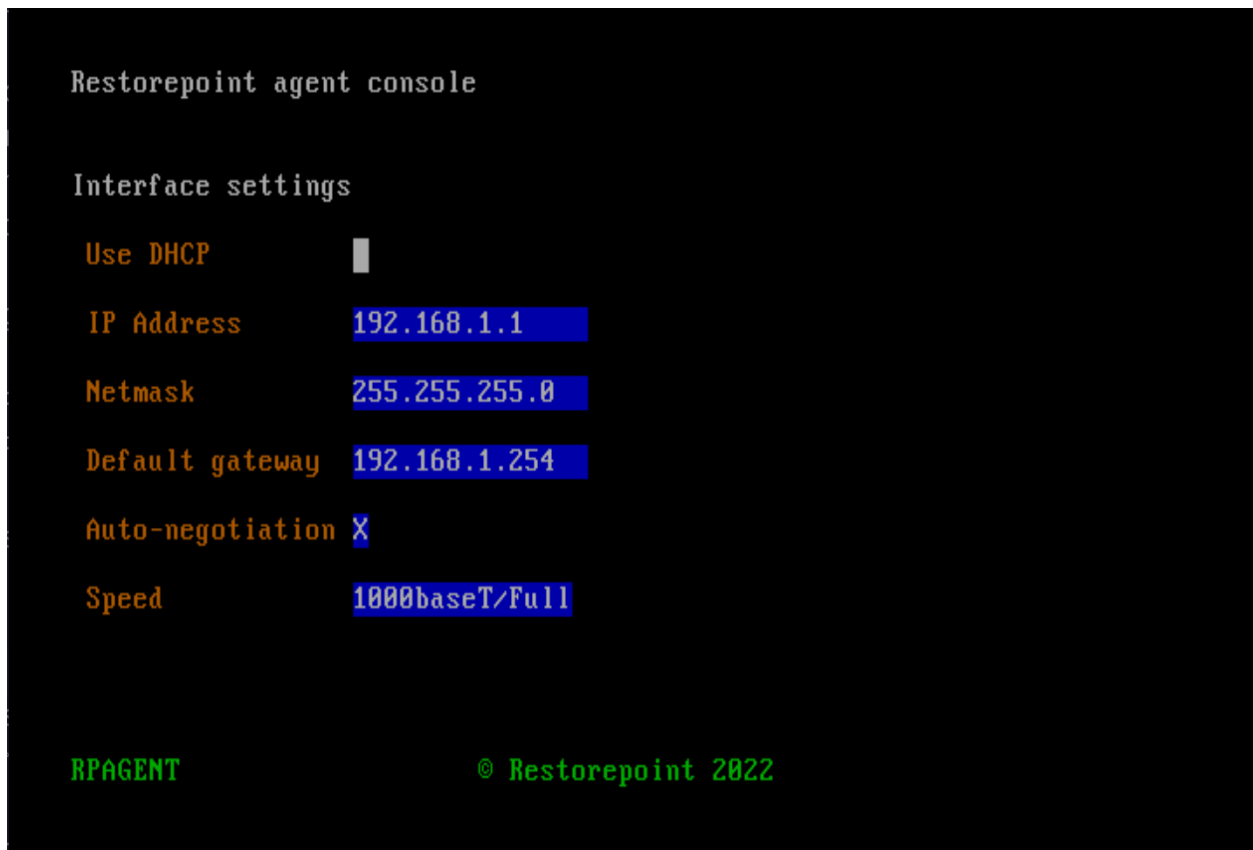 Restorepoint agent console
Interface settings
Use DHCP
IP Address 192.168.1.1
Netmask 255.255.255.0
Default gateway 192.168.1.254
Auto-negotiation X
Speed 1000baseT/Full
RPAGENT © Restorepoint 2022